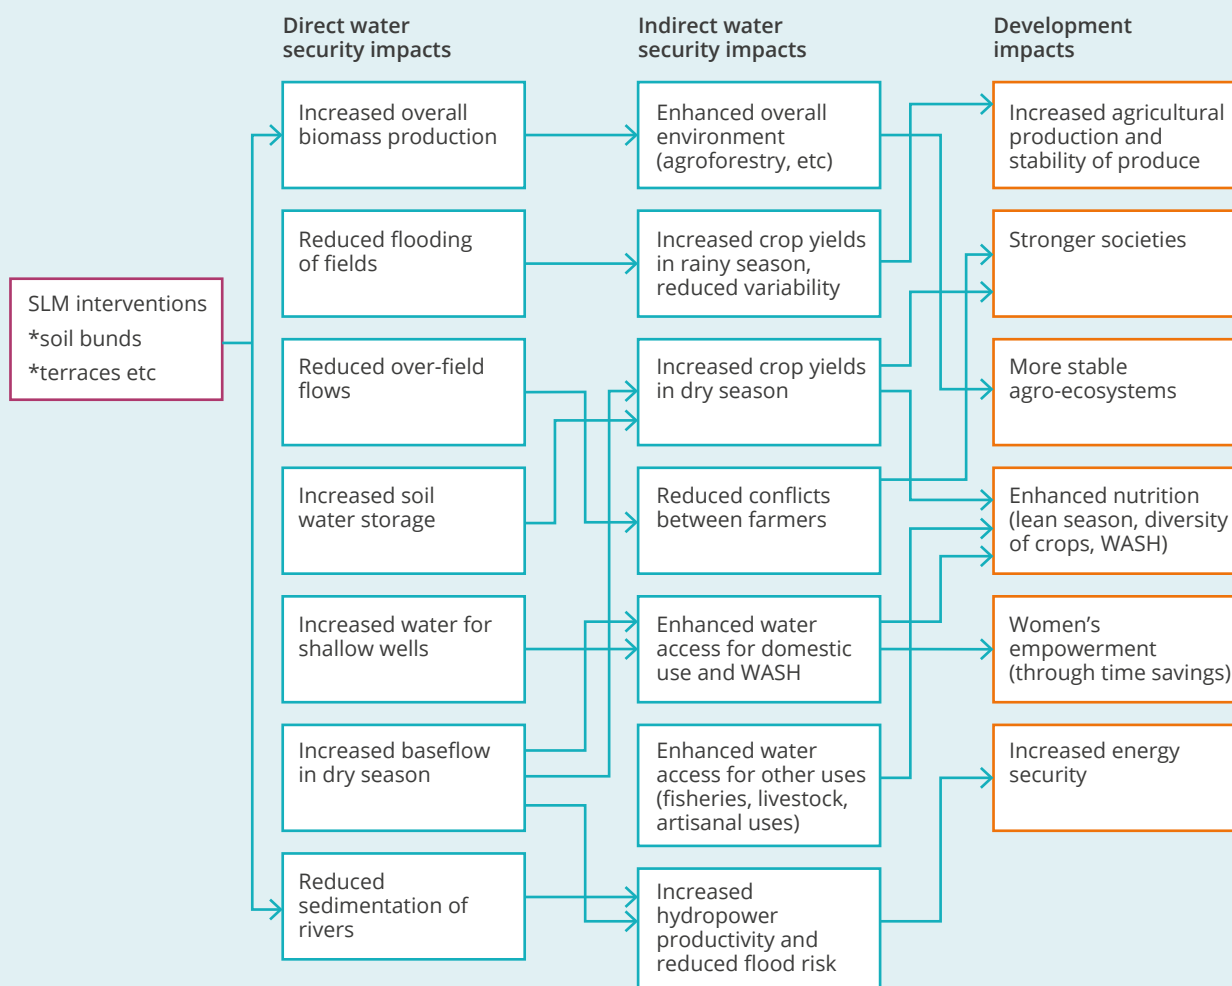 Direct water
security impacts
Indirect water
security impacts
Development
impacts
SLM interventions
*soil bunds
*terraces etc
Increased overall
biomass production
Reduced flooding
of fields
Reduced over-field
flows
Increased soil
water storage
Increased water for
shallow wells
Increased baseflow
in dry season
Reduced
sedimentation of
rivers
Enhanced overall
environment
(agroforestry, etc)
Increased crop yields
in rainy season,
reduced variability
Increased crop yields
in dry season
Reduced conflicts
between farmers
Enhanced water
access for domestic
use and WASH
Enhanced water
access for other uses
(fisheries, livestock,
artisanal uses)
Increased
hydropower
productivity and
reduced flood risk
Increased agricultural
production and
stability of produce
Stronger societies
More stable
agro-ecosystems
Enhanced nutrition
(lean season, diversity
of crops, WASH)
Women’s
empowerment
(through time savings)
Increased energy
security